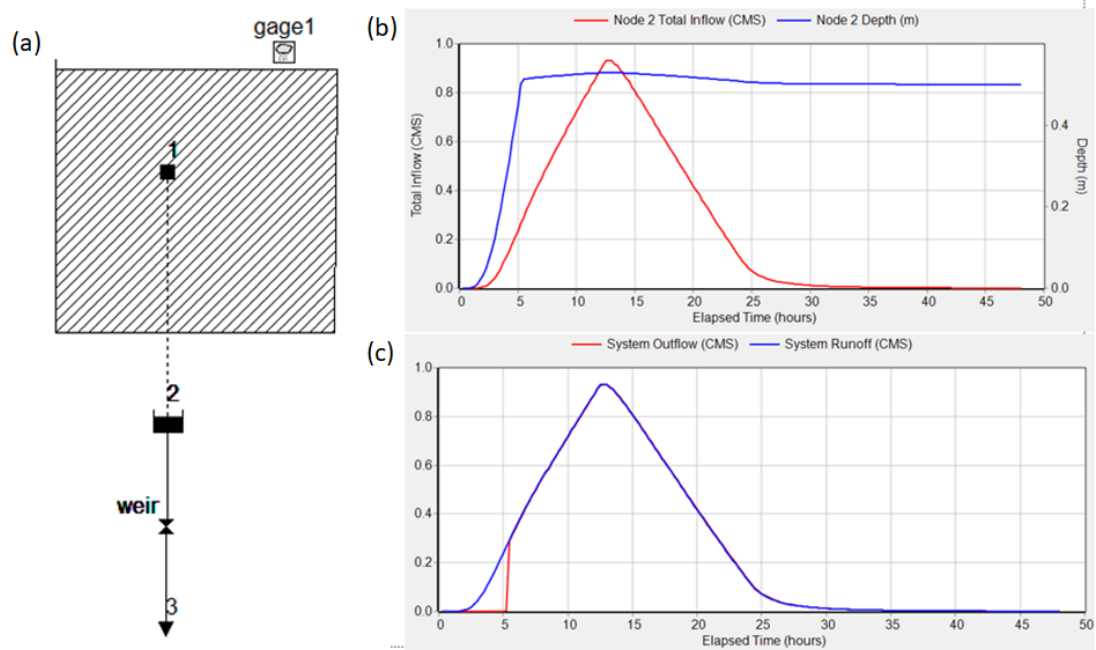 (a)
gage1
1
2
weir
3
(b)
Node 2 Total Inflow (CMS) Node 2 Depth (m)
1.0
0.8
0.6
0.4
0.2
0.0
Total Inflow (CMS)
0.4
0.2
0.0
Depth (m)
0 5 10 15 20 25 30 35 40 45 50
Elapsed Time (hours)
(c)
System Outflow (CMS) System Runoff (CMS)
1.0
0.8
0.6
0.4
0.2
0.0
0 5 10 15 20 25 30 35 40 45 50
Elapsed Time (hours)